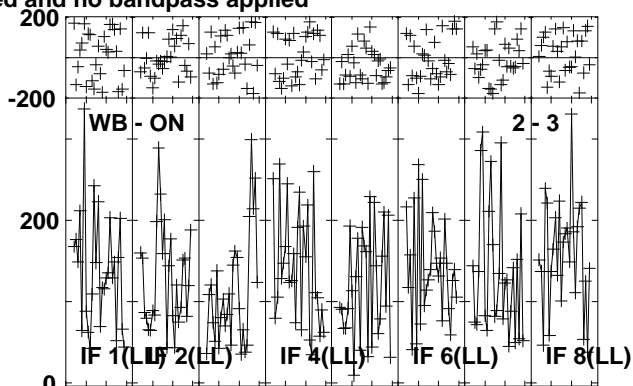 ed and no bandpass applied
200
-200
WB - ON 2 - 3
200
IF 1(LL) IF 2(LL) IF 4(LL) IF 6(LL) IF 8(LL)
0